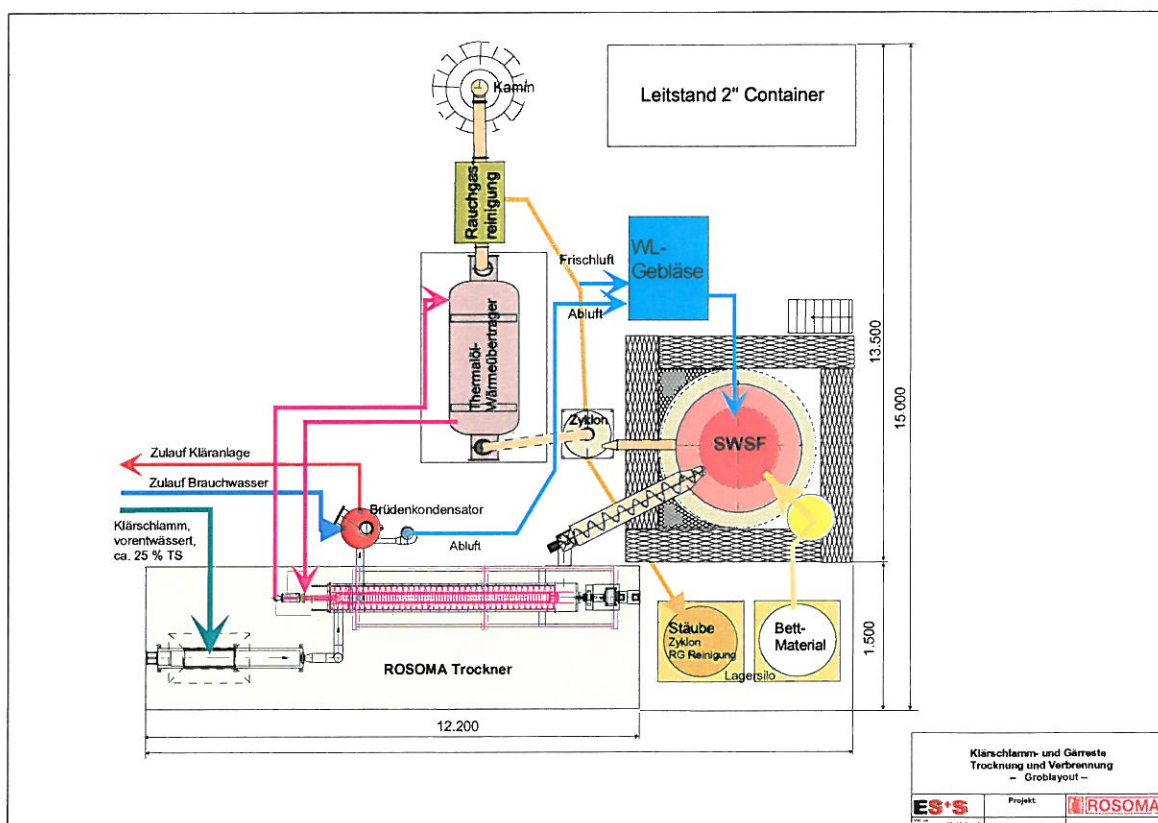 Kamin
Leitstand 2" Container
Rauchgas-
reinigung
Frischluft
WL-
Gebläse
Abluft
Thermalöl-
Wärmeübertrager
13.500
15.000
Zyklon
SWSF
Zulauf Kläranlage
Zulauf Brauchwasser
Brüdenkondensator
Klärschlamm,
vorentwässert,
ca. 25 % TS
Abluft
Stäube
Zyklon
RG Reinigung
Bett-
Material
Lagersilo
1.500
ROSOMA Trockner
12.200
Klärschlamm- und Gärreste
Trocknung und Verbrennung
– Groblayout –
ES+S
Projekt
ROSOMA